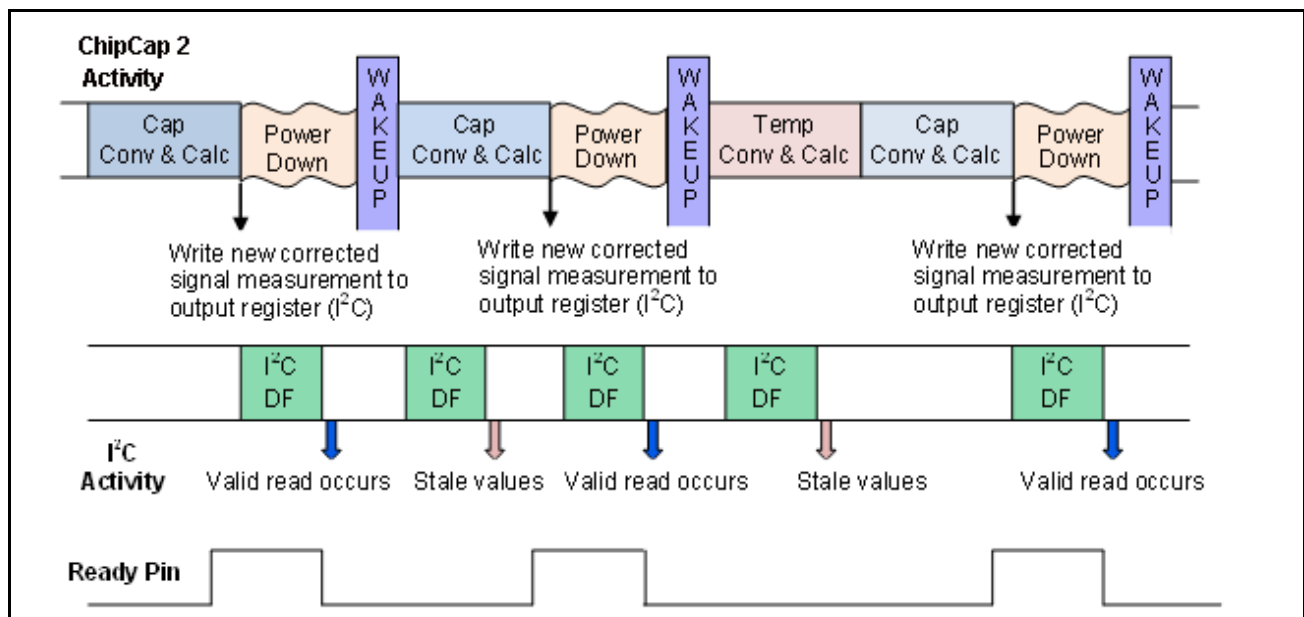 ChipCap 2
Activity
Cap
Conv & Calc
Power
Down
WAKEUP
Cap
Conv & Calc
Power
Down
WAKEUP
Temp
Conv & Calc
Cap
Conv & Calc
Power
Down
WAKEUP
Write new corrected
signal measurement to
output register (I²C)
Write new corrected
signal measurement to
output register (I²C)
Write new corrected
signal measurement to
output register (I²C)
I²C
DF
I²C
DF
I²C
DF
I²C
DF
I²C
DF
I²C
Activity
Valid read occurs
Stale values
Valid read occurs
Stale values
Valid read occurs
Ready Pin